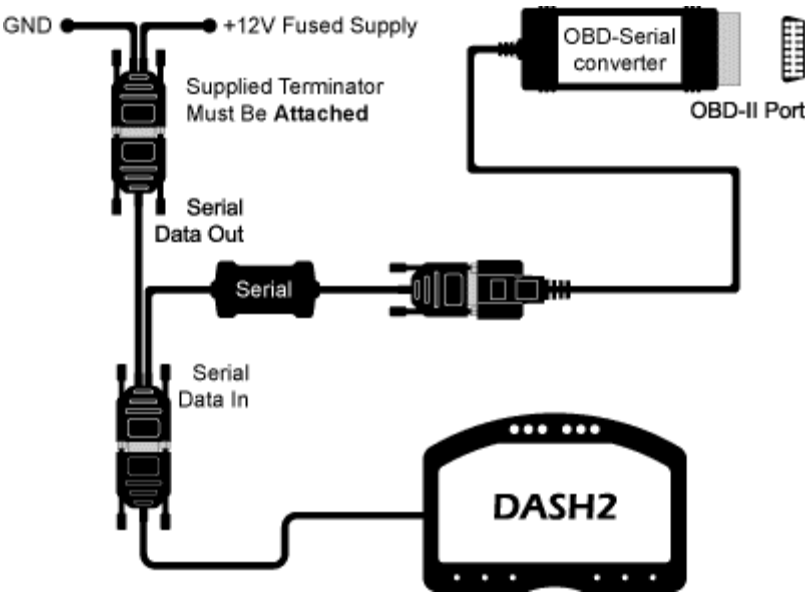 GND
+12V Fused Supply
OBD-Serial
converter
Supplied Terminator
Must Be Attached
OBD-II Port
Serial
Data Out
Serial
Serial
Data In
DASH2